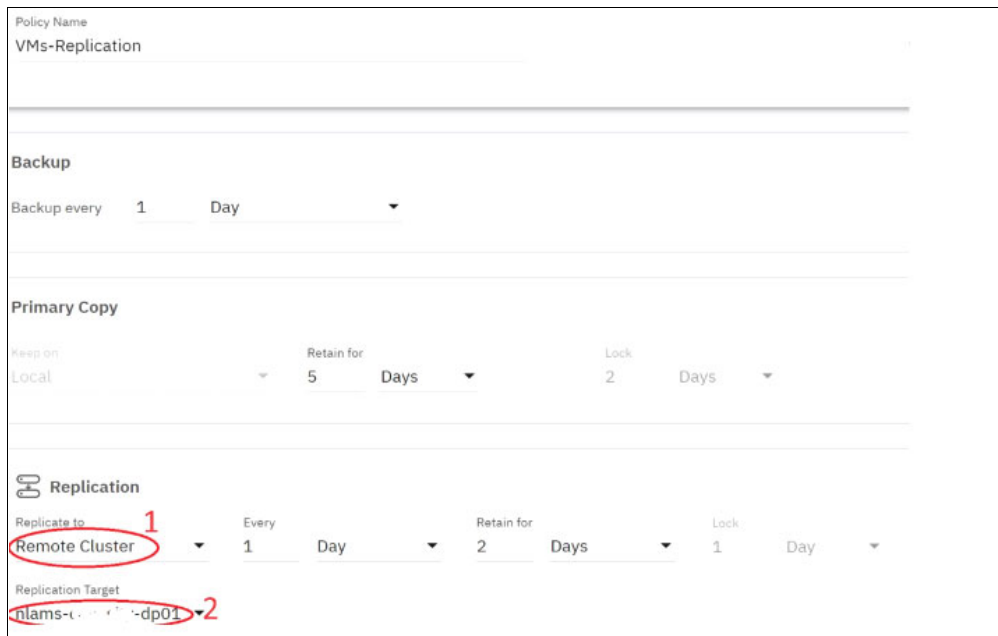 Policy Name
VMs-Replication
Backup
Backup every 1 Day
Primary Copy
Keep on Retain for Lock
Local 5 Days 2 Days
Replication
Replicate to 1 Every Retain for Lock
Remote Cluster 1 Day 2 Days 1 Day
Replication Target
nlams- -dp01 2